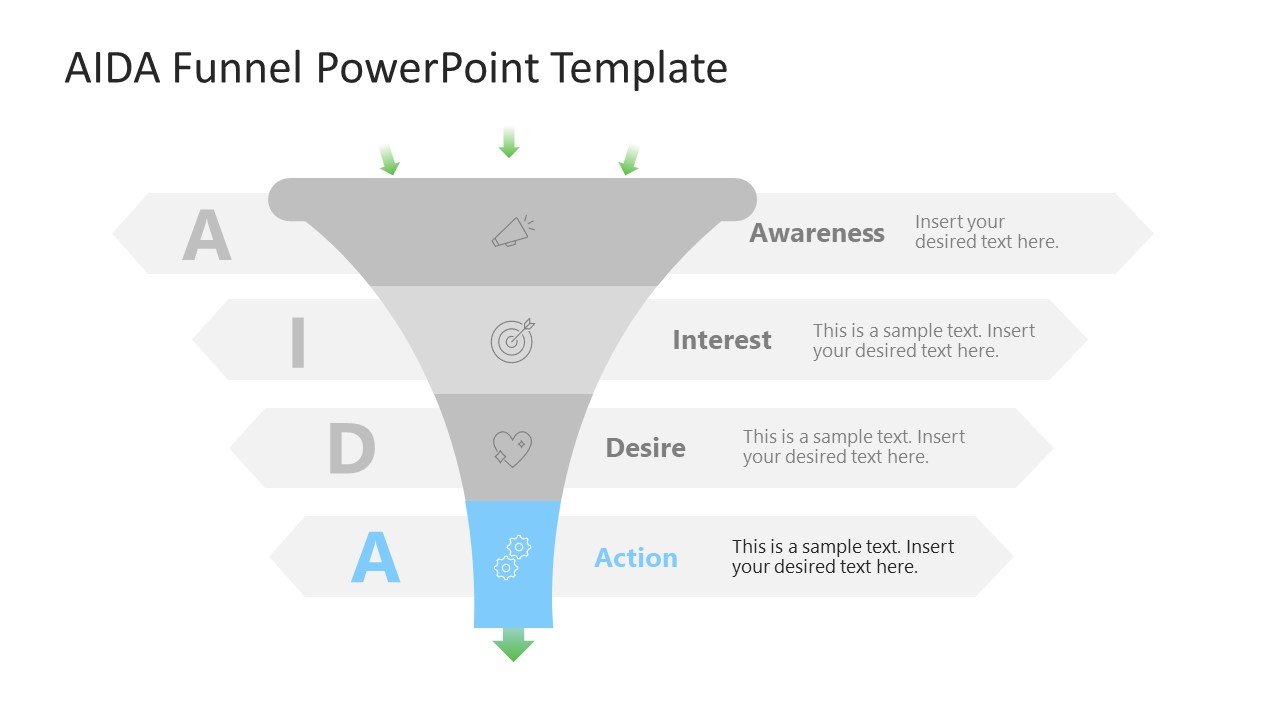 AIDA Funnel PowerPoint Template
A
Awareness
Insert your
desired text here.
I
Interest
This is a sample text. Insert
your desired text here.
D
Desire
This is a sample text. Insert
your desired text here.
A
Action
This is a sample text. Insert
your desired text here.